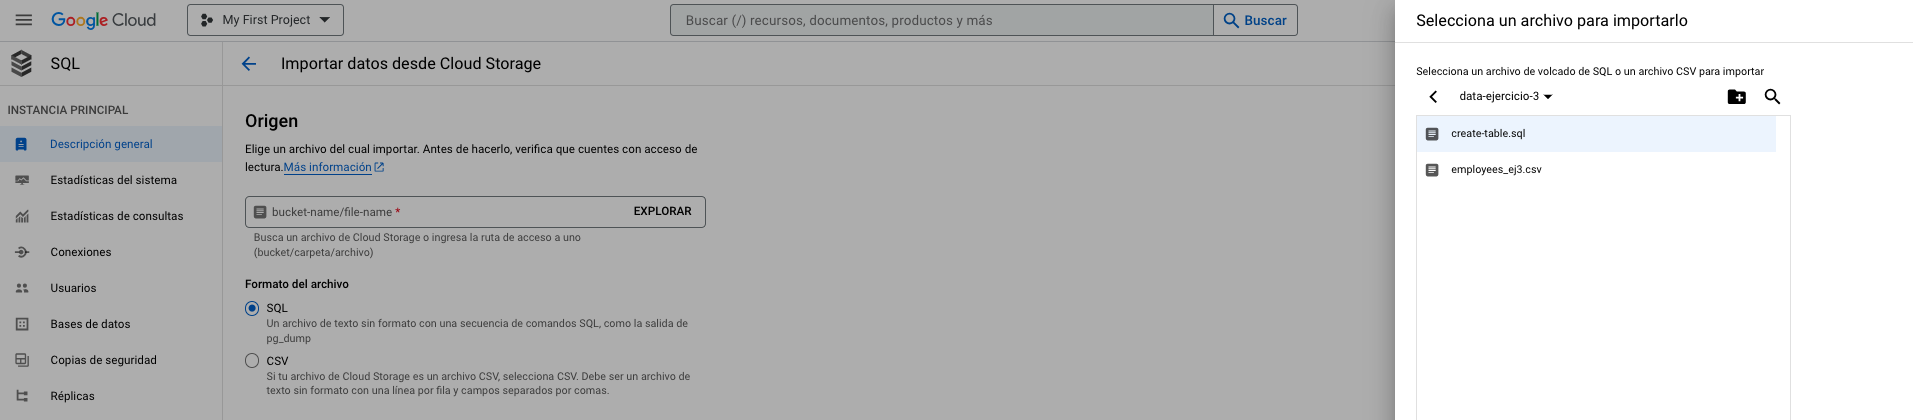 Google Cloud
My First Project
Buscar (/) recursos, documentos, productos y más
Buscar
SQL
INSTANCIA PRINCIPAL
Descripción general
Estadísticas del sistema
Estadísticas de consultas
Conexiones
Usuarios
Bases de datos
Copias de seguridad
Réplicas
Importar datos desde Cloud Storage
Origen
Elige un archivo del cual importar. Antes de hacerlo, verifica que cuentes con acceso de
lectura.Más información
bucket-name/file-name *
EXPLORAR
Busca un archivo de Cloud Storage o ingresa la ruta de acceso a uno
(bucket/carpeta/archivo)
Formato del archivo
SQL
Un archivo de texto sin formato con una secuencia de comandos SQL, como la salida de
pg_dump
CSV
Si tu archivo de Cloud Storage es un archivo CSV, selecciona CSV. Debe ser un archivo de
texto sin formato con una línea por fila y campos separados por comas.
Selecciona un archivo para importarlo
Selecciona un archivo de volcado de SQL o un archivo CSV para importar
data-ejercicio-3
create-table.sql
employees_ej3.csv